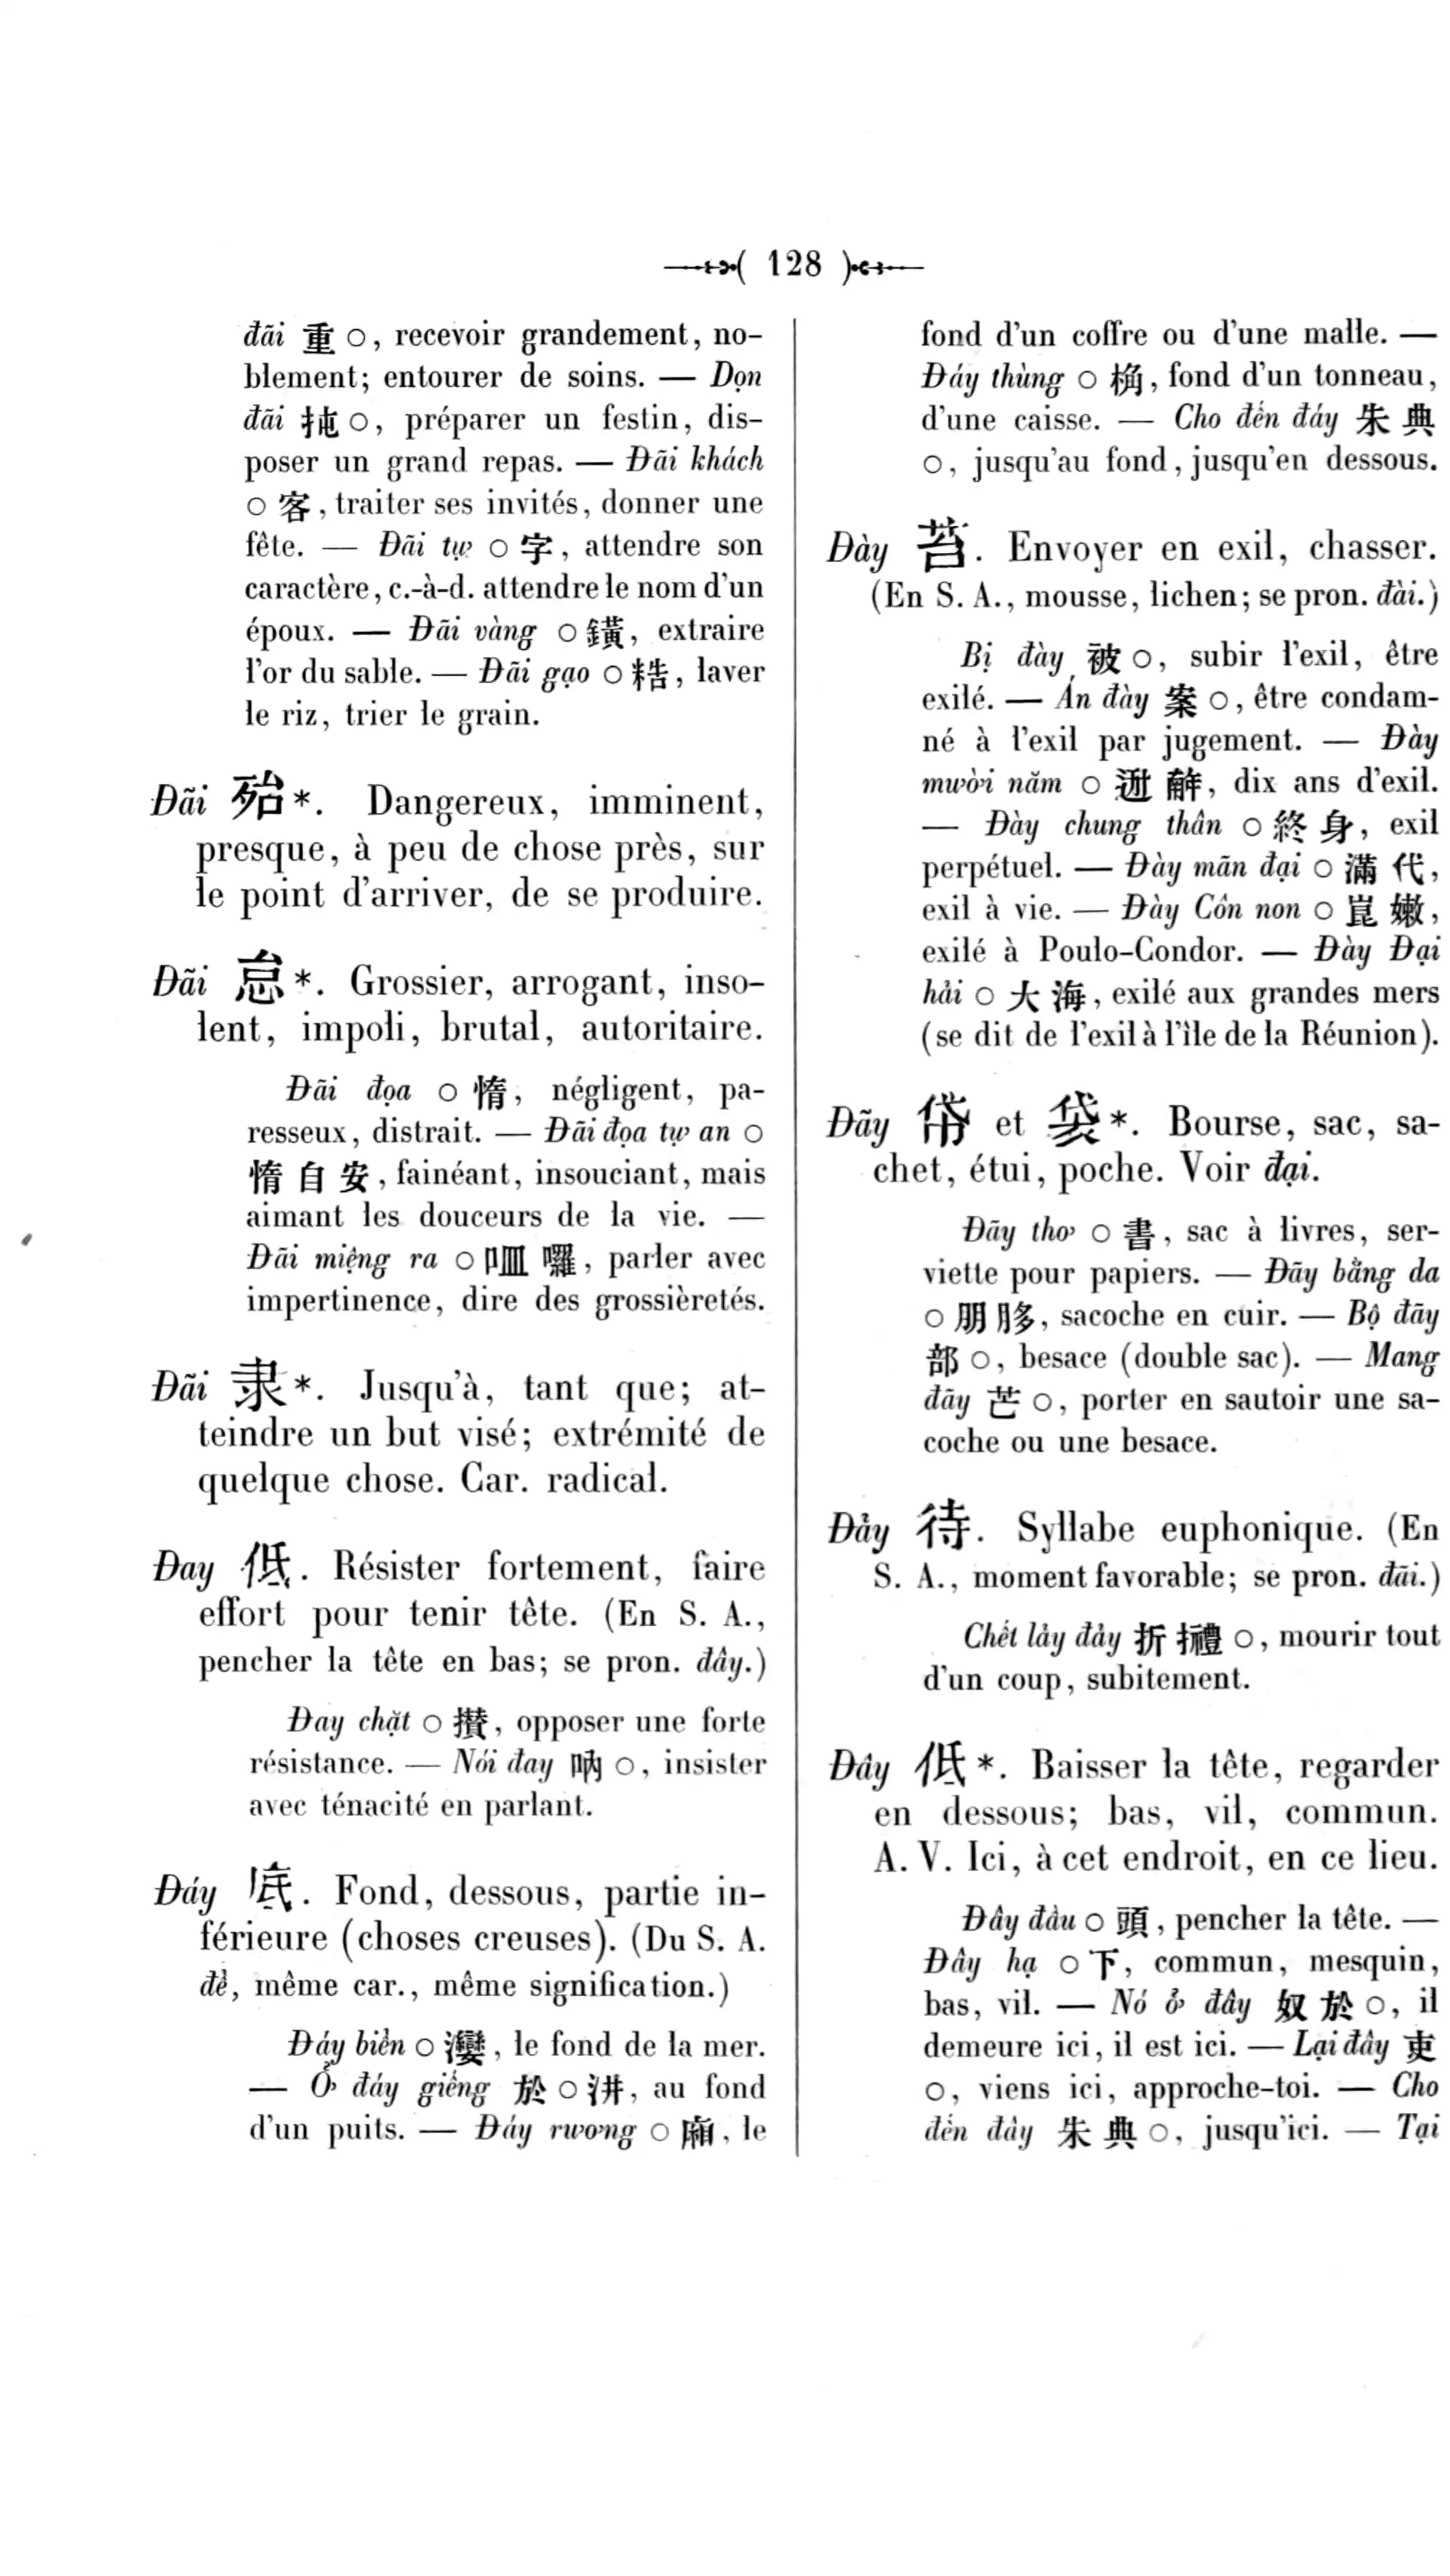 ( 128 )
đãi 重 ○, recevoir grandement, no-
blement; entourer de soins. — Dọn
đãi 扽 ○, préparer un festin, dis-
poser un grand repas. — Đãi khách
○ 客, traiter ses invités, donner une
fête. — Đãi tự ○ 字, attendre son
caractère, c.-à-d. attendre le nom d'un
époux. — Đãi vàng ○ 鐄, extraire
l'or du sable. — Đãi gạo ○ 𥺊, laver
le riz, trier le grain.
Đãi 殆 *. Dangereux, imminent,
presque, à peu de chose près, sur
le point d'arriver, de se produire.
Đãi 怠 *. Grossier, arrogant, inso-
lent, impoli, brutal, autoritaire.
Đãi đọa ○ 惰, négligent, pa-
resseux, distrait. — Đãi đọa tự an ○
惰 自 安, fainéant, insouciant, mais
aimant les douceurs de la vie. —
Đãi miệng ra ○ 𠰘 囉, parler avec
impertinence, dire des grossièretés.
Đãi 隶 *. Jusqu'à, tant que; at-
teindre un but visé; extrémité de
quelque chose. Car. radical.
Đay 低. Résister fortement, faire
effort pour tenir tête. (En S. A.,
pencher la tête en bas; se pron. đây.)
Đay chặt ○ 攢, opposer une forte
résistance. — Nói đay 吶 ○, insister
avec ténacité en parlant.
Đáy 底. Fond, dessous, partie in-
férieure (choses creuses). (Du S. A.
để, même car., même signification.)
Đáy biển ○ 灓, le fond de la mer.
— Ở đáy giếng 於 ○ 汫, au fond
d'un puits. — Đáy rương ○ 廂, le
fond d'un coffre ou d'une malle. —
Đáy thùng ○ 桷, fond d'un tonneau,
d'une caisse. — Cho đến đáy 朱 典
○, jusqu'au fond, jusqu'en dessous.
Đày 苔. Envoyer en exil, chasser.
(En S. A., mousse, lichen; se pron. đài.)
Bị đày 被 ○, subir l'exil, être
exilé. — Án đày 案 ○, être condam-
né à l'exil par jugement. — Đày
mười năm ○ 𨒒 𢆥, dix ans d'exil.
— Đày chung thân ○ 終 身, exil
perpétuel. — Đày mãn đại ○ 滿 代,
exil à vie. — Đày Côn non ○ 崑 嫩,
exilé à Poulo-Condor. — Đày Đại
hải ○ 大 海, exilé aux grandes mers
(se dit de l'exil à l'île de la Réunion).
Đãy 帒 et 袋 *. Bourse, sac, sa-
chet, étui, poche. Voir đại.
Đãy thơ ○ 書, sac à livres, ser-
viette pour papiers. — Đãy bằng da
○ 朋 𦘹, sacoche en cuir. — Bộ đãy
部 ○, besace (double sac). — Mang
đãy 芒 ○, porter en sautoir une sa-
coche ou une besace.
Đảy 待. Syllabe euphonique. (En
S. A., moment favorable; se pron. đãi.)
Chết lảy đảy 折 𢹈 ○, mourir tout
d'un coup, subitement.
Đây 低 *. Baisser la tête, regarder
en dessous; bas, vil, commun.
A. V. Ici, à cet endroit, en ce lieu.
Đây đầu ○ 頭, pencher la tête. —
Đây hạ ○ 下, commun, mesquin,
bas, vil. — Nó ở đây 奴 於 ○, il
demeure ici, il est ici. — Lại đây 吏
○, viens ici, approche-toi. — Cho
đến đây 朱 典 ○, jusqu'ici. — Tại